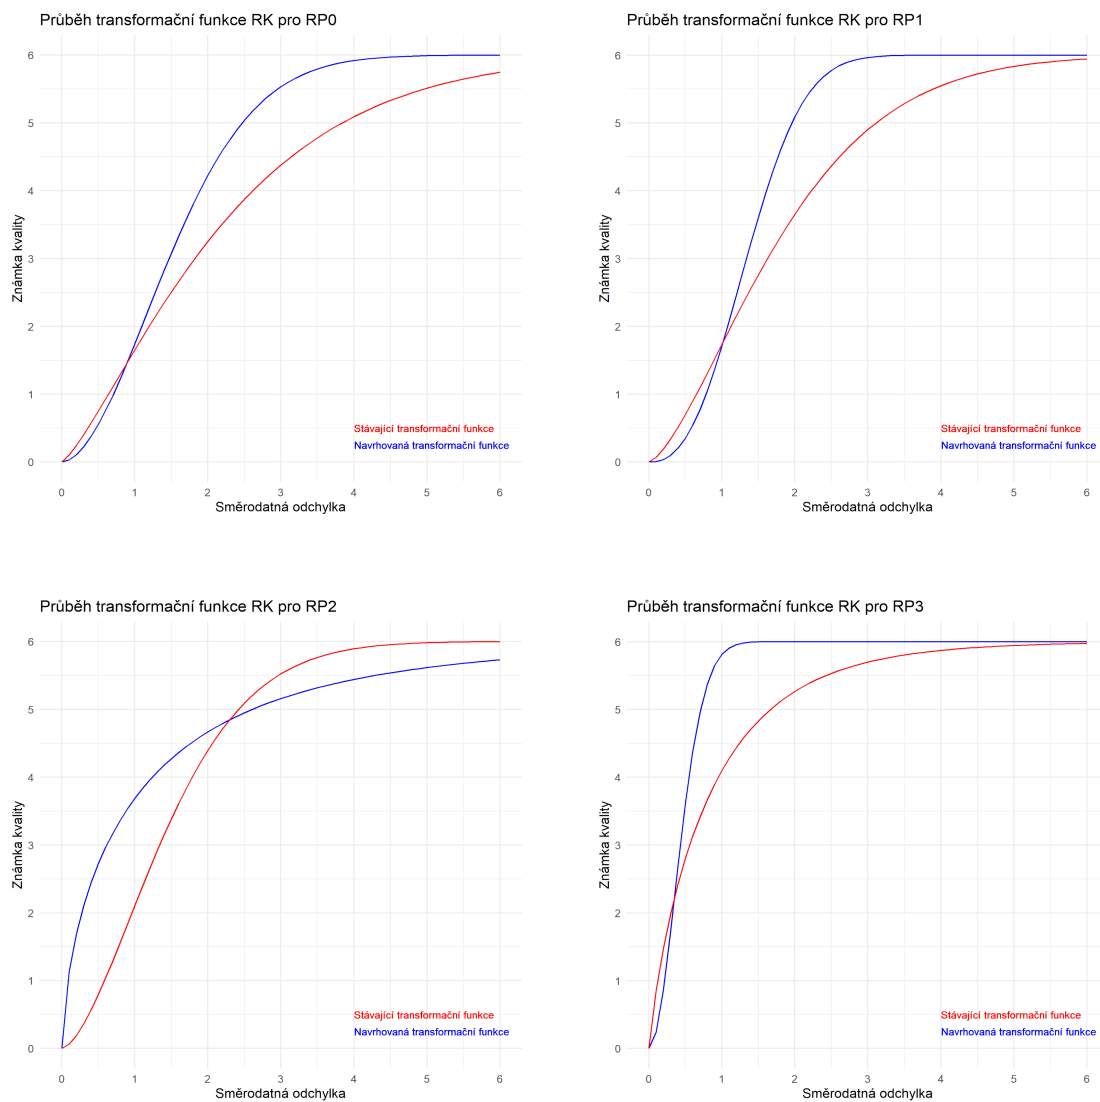 Průběh transformační funkce RK pro RP0
Známka kvality
6
5
4
3
2
1
0
Stávající transformační funkce
Navrhovaná transformační funkce
0 1 2 3 4 5 6
Směrodatná odchylka
Průběh transformační funkce RK pro RP1
Známka kvality
6
5
4
3
2
1
0
Stávající transformační funkce
Navrhovaná transformační funkce
0 1 2 3 4 5 6
Směrodatná odchylka
Průběh transformační funkce RK pro RP2
Známka kvality
6
5
4
3
2
1
0
Stávající transformační funkce
Navrhovaná transformační funkce
0 1 2 3 4 5 6
Směrodatná odchylka
Průběh transformační funkce RK pro RP3
Známka kvality
6
5
4
3
2
1
0
Stávající transformační funkce
Navrhovaná transformační funkce
0 1 2 3 4 5 6
Směrodatná odchylka